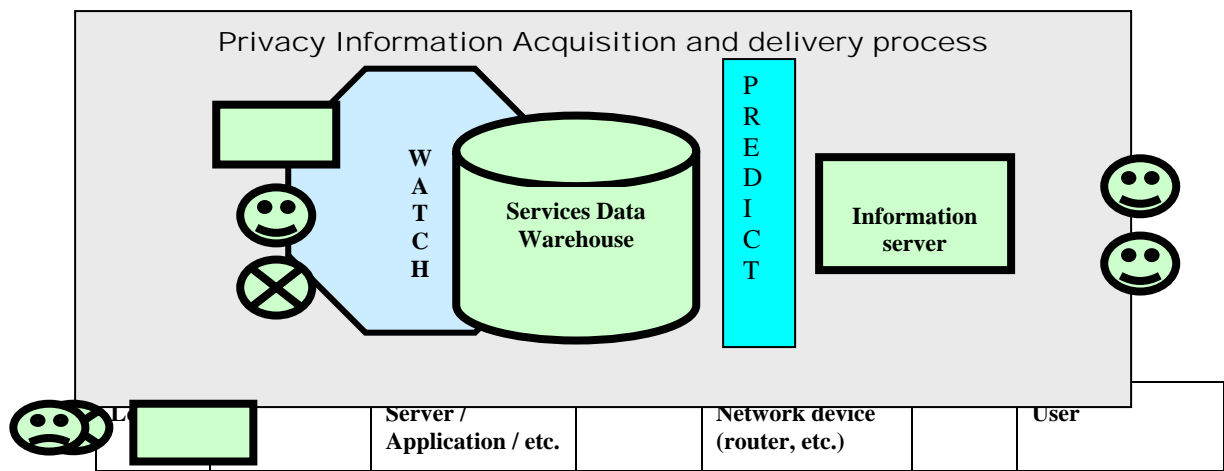 Privacy Information Acquisition and delivery process
W
A
T
C
H
Services Data
Warehouse
P
R
E
D
I
C
T
Information
server
Server /
Application / etc.
Network device
(router, etc.)
User